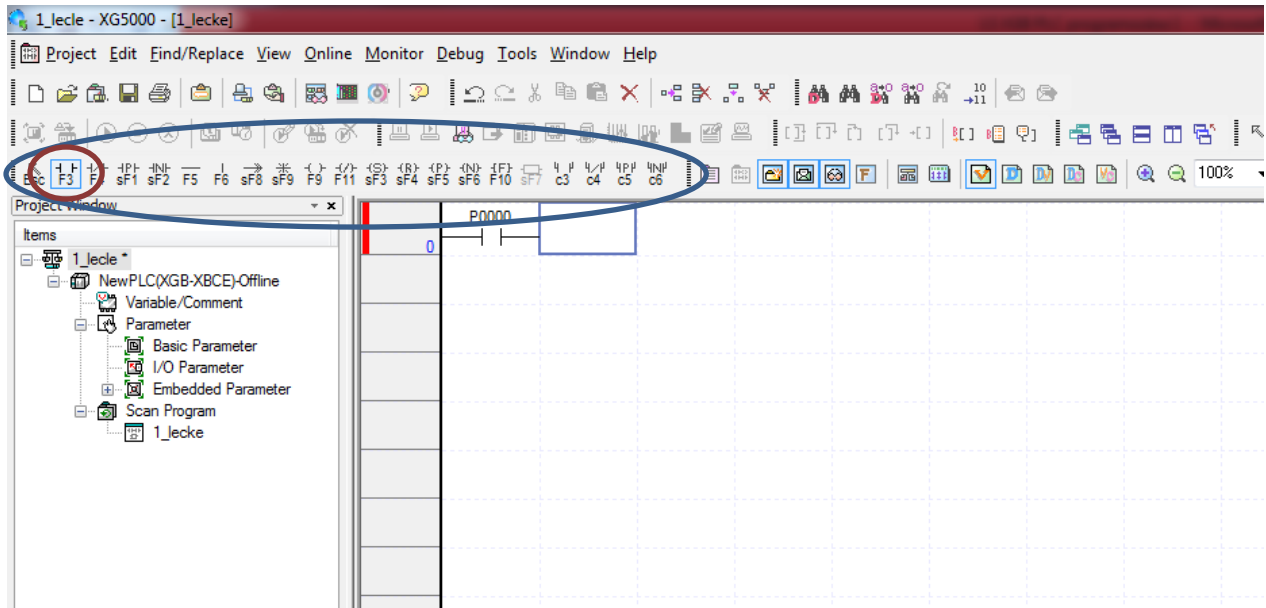 1_lecle - XG5000 - [1_lecke]
Project Edit Find/Replace View Online Monitor Debug Tools Window Help
Esc F3 F4 sF1 sF2 F5 F6 sF8 sF9 F9 F11 sF3 sF4 sF5 sF6 F10 sF7 c3 c4 c5 c6 100%
Project Window
Items
1_lecle *
NewPLC(XGB-XBCE)-Offline
Variable/Comment
Parameter
Basic Parameter
I/O Parameter
Embedded Parameter
Scan Program
1_lecke
P0000
0